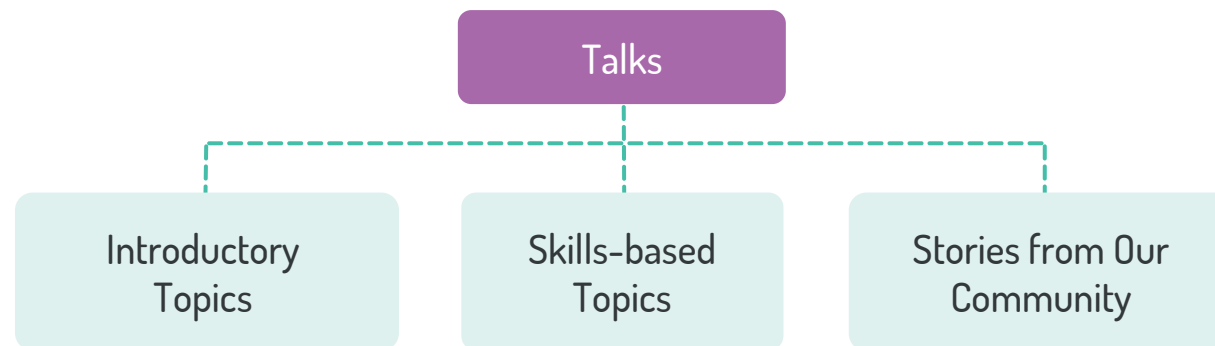 Talks
Introductory
Topics
Skills-based
Topics
Stories from Our
Community